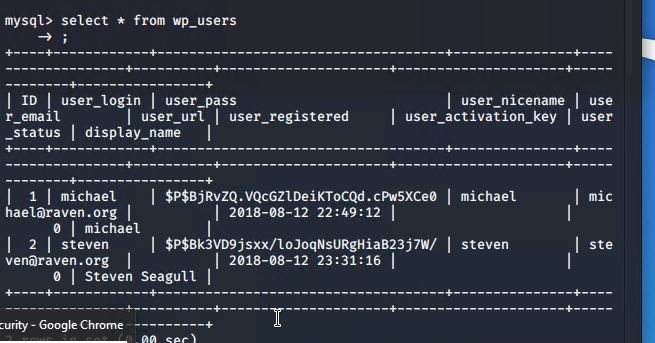 mysql> select * from wp_users
    -> ;
+----+------------+------------------------------------+---------------+----
---------------+----------+---------------------+---------------------+----
--------+----------------+
| ID | user_login | user_pass                          | user_nicename | use
r_email        | user_url | user_registered     | user_activation_key | user
_status | display_name   |
+----+------------+------------------------------------+---------------+----
---------------+----------+---------------------+---------------------+----
--------+----------------+
|  1 | michael    | $P$BjRvZQ.VQcGZlDeiKToCQd.cPw5XCe0 | michael       | mic
hael@raven.org |          | 2018-08-12 22:49:12 |                     |
      0 | michael        |
|  2 | steven     | $P$Bk3VD9jsxx/loJoqNsURgHiaB23j7W/ | steven        | ste
ven@raven.org  |          | 2018-08-12 23:31:16 |                     |
      0 | Steven Seagull |
+----+------------+------------------------------------+---------------+----
---------------+----------+---------------------+---------------------+----
curity - Google Chrome ----------+
2 rows in set (0.00 sec)